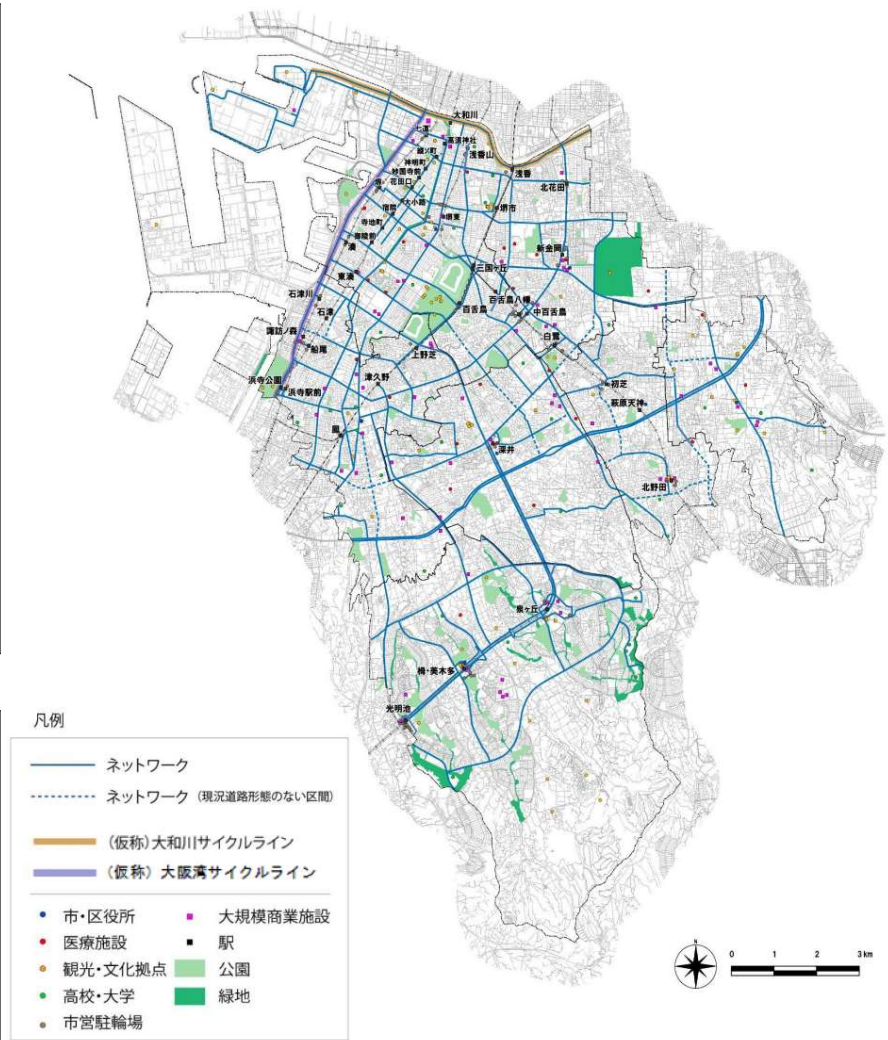 大和川
七道
高須神社
綾ノ町
浅香山
神明町
妙国寺前
浅香
花田口
北花田
堺
大小路
宿院
堺市
堺東
寺地町
御陵前
湊
新金岡
三国ヶ丘
東湊
百舌鳥八幡
石津川
百舌鳥
中百舌鳥
石津
諏訪ノ森
白鷺
船尾
上野芝
津久野
初芝
浜寺公園
浜寺駅前
萩原天神
鳳
深井
北野田
泉ヶ丘
栂・美木多
光明池
凡例
ネットワーク
ネットワーク (現況道路形態のない区間)
(仮称)大和川サイクルライン
(仮称) 大阪湾サイクルライン
市・区役所
大規模商業施設
医療施設
駅
観光・文化拠点
公園
高校・大学
緑地
市営駐輪場
N
0 1 2 3 km